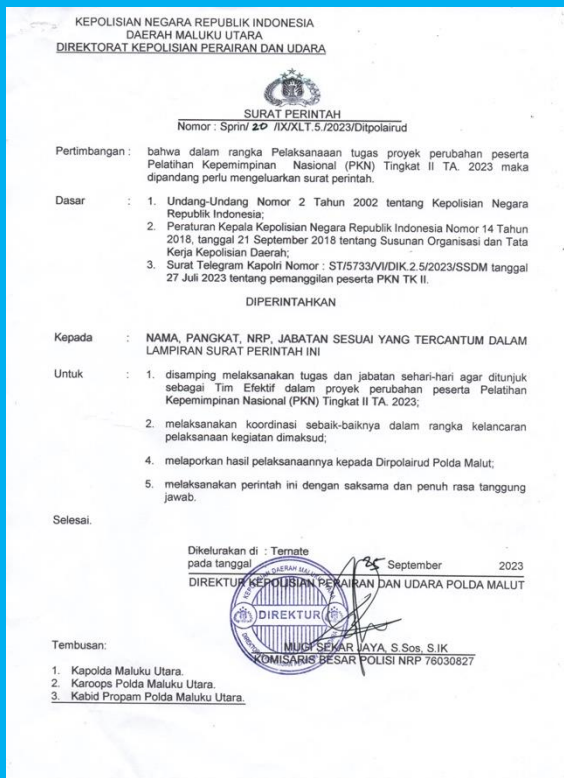 KEPOLISIAN NEGARA REPUBLIK INDONESIA
DAERAH MALUKU UTARA
DIREKTORAT KEPOLISIAN PERAIRAN DAN UDARA
SURAT PERINTAH
Nomor : Sprin/ 20 /IX/XLT.5./2023/Ditpolairud
Pertimbangan : bahwa dalam rangka Pelaksanaaan tugas proyek perubahan peserta
Pelatihan Kepemimpinan Nasional (PKN) Tingkat II TA. 2023 maka
dipandang perlu mengeluarkan surat perintah.
Dasar : 1. Undang-Undang Nomor 2 Tahun 2002 tentang Kepolisian Negara
Republik Indonesia;
2. Peraturan Kepala Kepolisian Negara Republik Indonesia Nomor 14 Tahun
2018, tanggal 21 September 2018 tentang Susunan Organisasi dan Tata
Kerja Kepolisian Daerah;
3. Surat Telegram Kapolri Nomor : ST/5733/VI/DIK.2.5/2023/SSDM tanggal
27 Juli 2023 tentang pemanggilan peserta PKN TK II.
DIPERINTAHKAN
Kepada : NAMA, PANGKAT, NRP, JABATAN SESUAI YANG TERCANTUM DALAM
LAMPIRAN SURAT PERINTAH INI
Untuk : 1. disamping melaksanakan tugas dan jabatan sehari-hari agar ditunjuk
sebagai Tim Efektif dalam proyek perubahan peserta Pelatihan
Kepemimpinan Nasional (PKN) Tingkat II TA. 2023;
2. melaksanakan koordinasi sebaik-baiknya dalam rangka kelancaran
pelaksanaan kegiatan dimaksud;
4. melaporkan hasil pelaksanaannya kepada Dirpolairud Polda Malut;
5. melaksanakan perintah ini dengan saksama dan penuh rasa tanggung
jawab.
Selesai.
Dikelurakan di : Ternate
pada tanggal 25 September 2023
DIREKTUR KEPOLISIAN PERAIRAN DAN UDARA POLDA MALUT
DIREKTUR
MUGI SEKAR JAYA, S.Sos, S.IK
KOMISARIS BESAR POLISI NRP 76030827
Tembusan:
1. Kapolda Maluku Utara.
2. Karoops Polda Maluku Utara.
3. Kabid Propam Polda Maluku Utara.